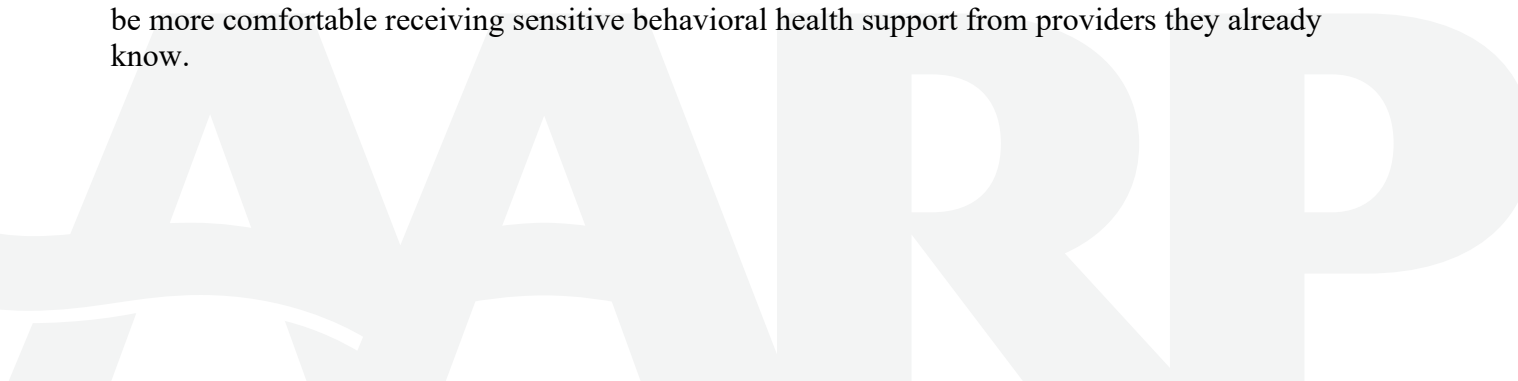 be more comfortable receiving sensitive behavioral health support from providers they already
know.
AARP